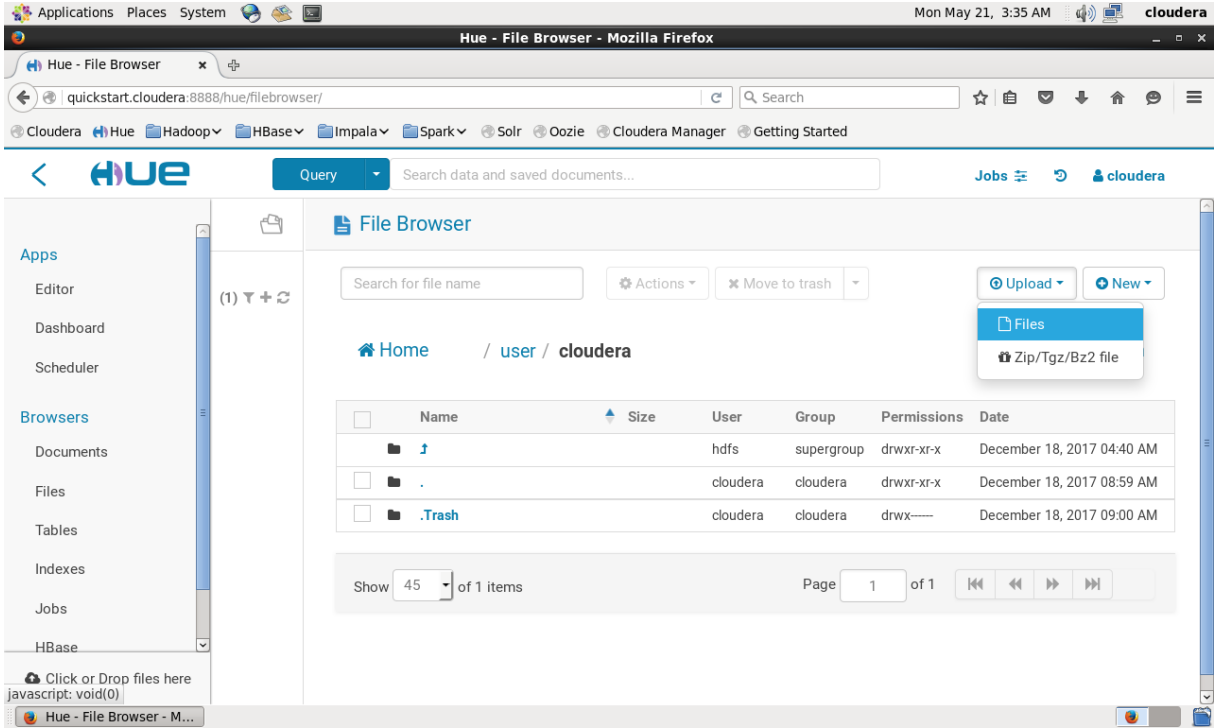 Applications Places System Mon May 21, 3:35 AM cloudera
Hue - File Browser - Mozilla Firefox
Hue - File Browser
quickstart.cloudera:8888/hue/filebrowser/ Search
Cloudera Hue Hadoop HBase Impala Spark Solr Oozie Cloudera Manager Getting Started
HUE Query Search data and saved documents... Jobs cloudera
File Browser
Apps
Editor
Dashboard
Scheduler
Browsers
Documents
Files
Tables
Indexes
Jobs
HBase
Click or Drop files here
javascript: void(0)
(1)
Search for file name Actions Move to trash Upload New
Files
Zip/Tgz/Bz2 file
Home / user / cloudera
Name Size User Group Permissions Date
hdfs supergroup drwxr-xr-x December 18, 2017 04:40 AM
. cloudera cloudera drwxr-xr-x December 18, 2017 08:59 AM
.Trash cloudera cloudera drwx------ December 18, 2017 09:00 AM
Show 45 of 1 items Page 1 of 1
Hue - File Browser - M...